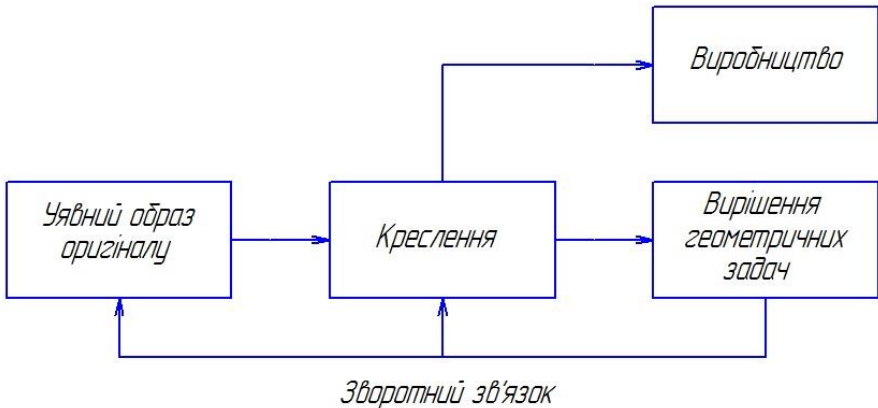 Виробництво
Уявний образ
оригіналу
Креслення
Вирішення
геометричних
задач
Зворотний зв'язок